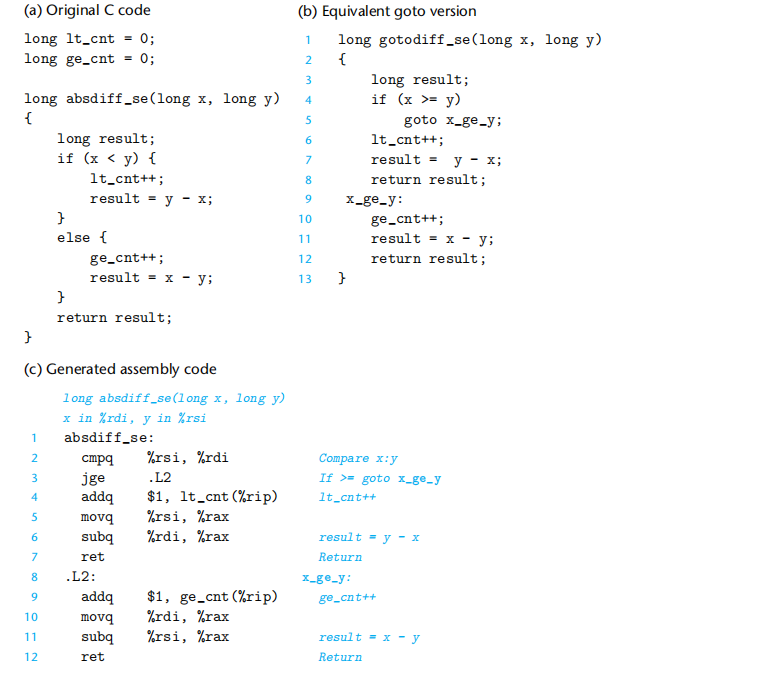 (a) Original C code
long lt_cnt = 0;
long ge_cnt = 0;
long absdiff_se(long x, long y)
{
    long result;
    if (x < y) {
        lt_cnt++;
        result = y - x;
    }
    else {
        ge_cnt++;
        result = x - y;
    }
    return result;
}
(b) Equivalent goto version
1 long gotodiff_se(long x, long y)
2 {
3     long result;
4     if (x >= y)
5         goto x_ge_y;
6     lt_cnt++;
7     result =  y - x;
8     return result;
9  x_ge_y:
10     ge_cnt++;
11     result = x - y;
12     return result;
13 }
(c) Generated assembly code
long absdiff_se(long x, long y)
x in %rdi, y in %rsi
1 absdiff_se:
2   cmpq    %rsi, %rdi    Compare x:y
3   jge     .L2    If >= goto x_ge_y
4   addq    $1, lt_cnt(%rip)    lt_cnt++
5   movq    %rsi, %rax
6   subq    %rdi, %rax    result = y - x
7   ret    Return
8 .L2:    x_ge_y:
9   addq    $1, ge_cnt(%rip)    ge_cnt++
10   movq    %rdi, %rax
11   subq    %rsi, %rax    result = x - y
12   ret    Return